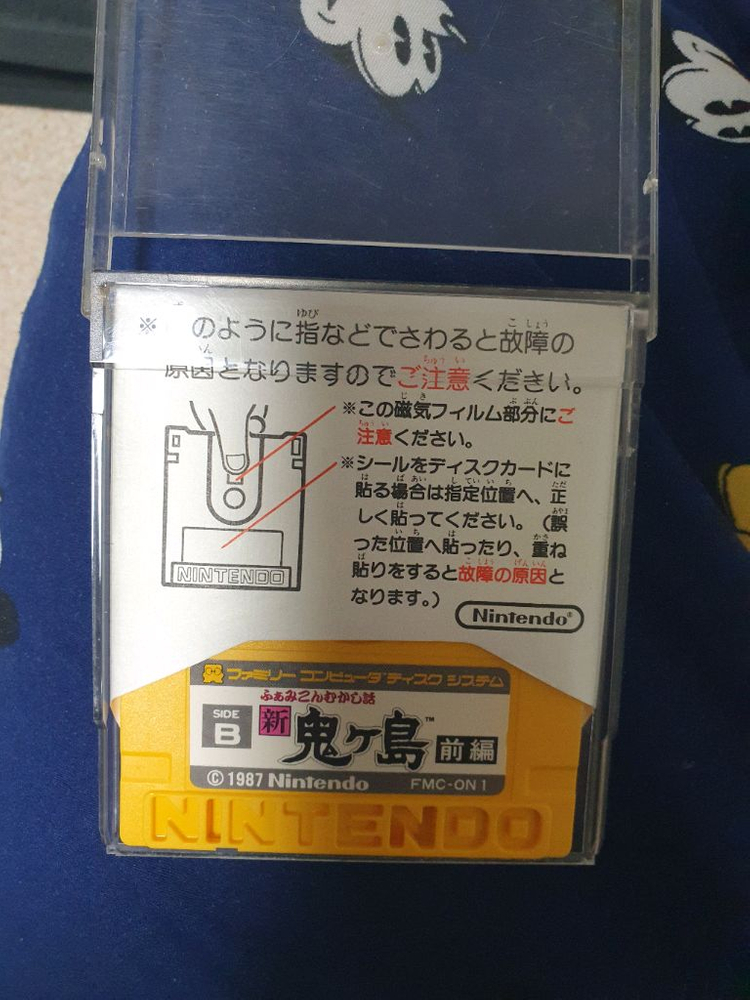 ※ のように指などでさわると故障の
原因となりますのでご注意ください。
※この磁気フィルム部分にご
注意ください。
※シールをディスクカードに
貼る場合は指定位置へ、正
しく貼ってください。(誤
った位置へ貼ったり、重ね
貼りをすると故障の原因と
なります。)
NINTENDO
Nintendo®
ファミリー コンピュータ ディスク システム
ふぁみこんむかし話
SIDE B
新鬼ヶ島™ 前編
©1987 Nintendo FMC-ON1
NINTENDO